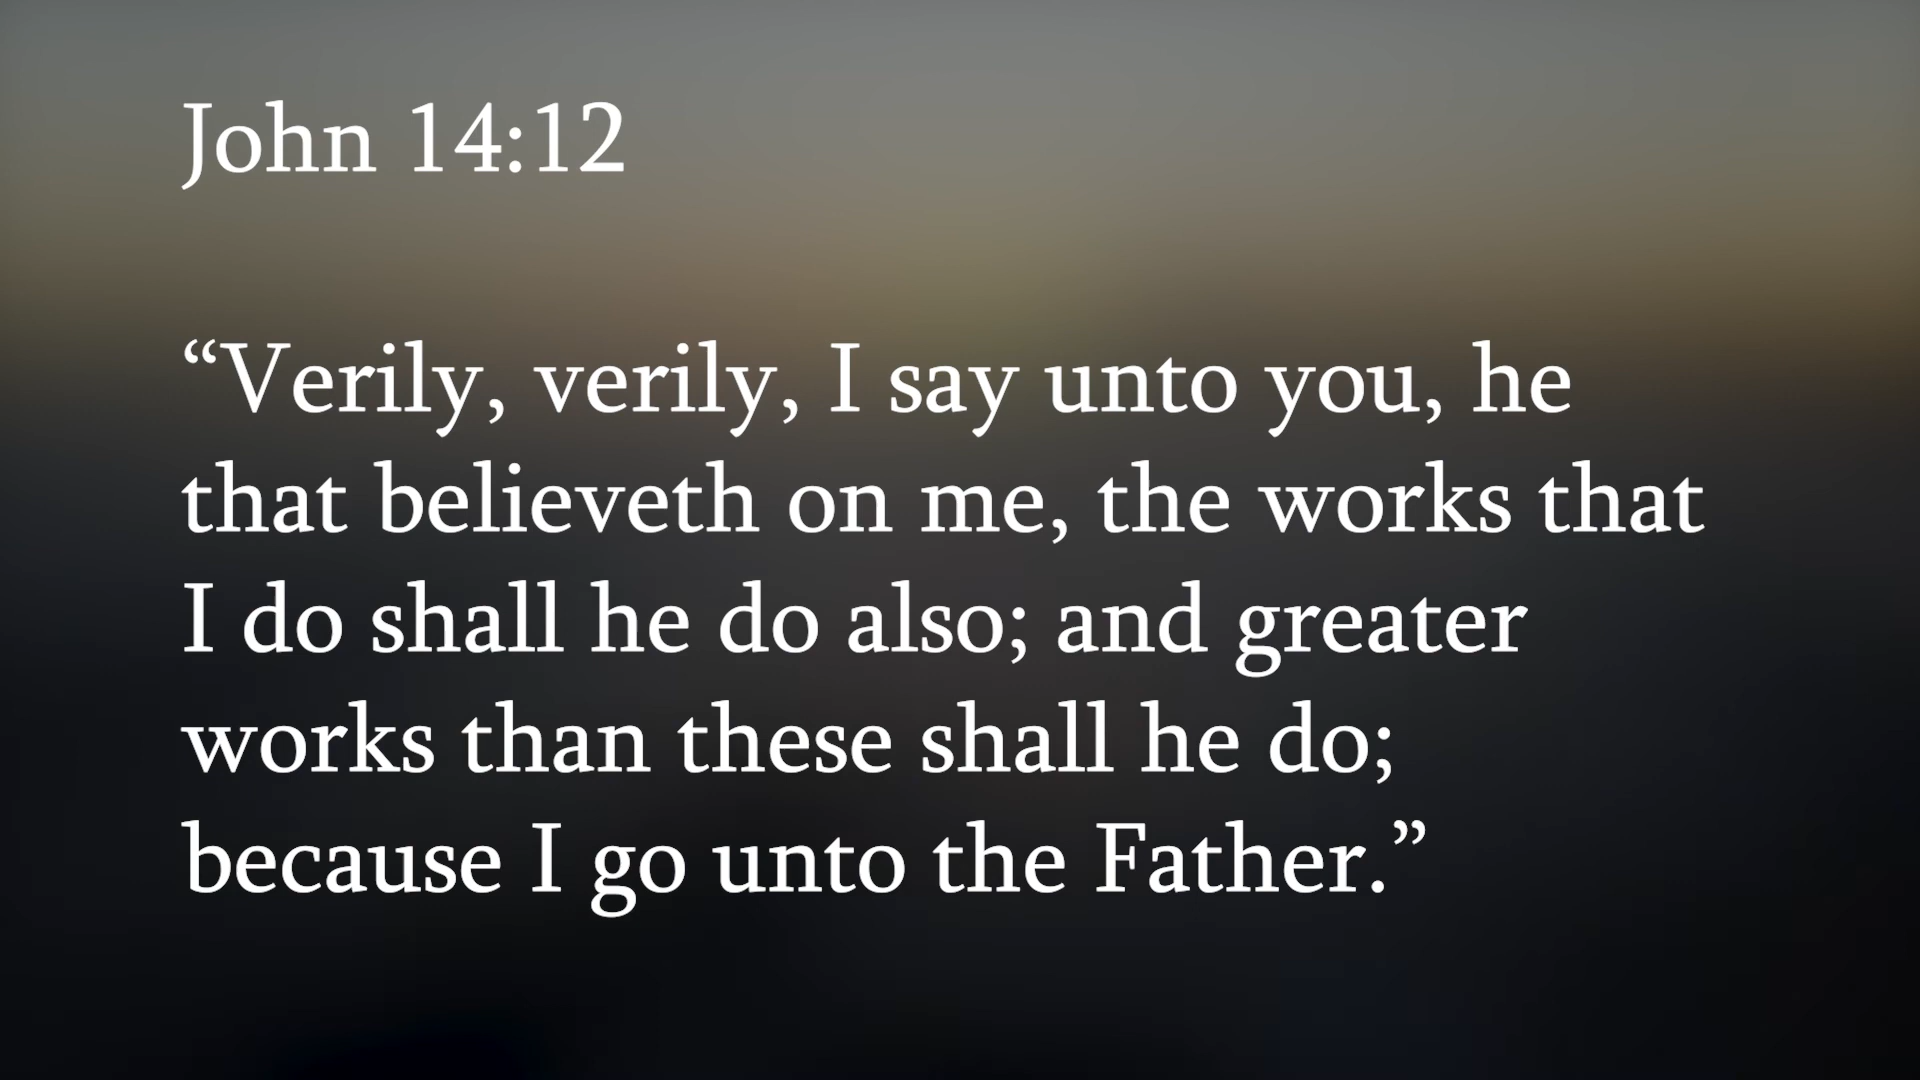 John 14:12
“Verily, verily, I say unto you, he
that believeth on me, the works that
I do shall he do also; and greater
works than these shall he do;
because I go unto the Father.”